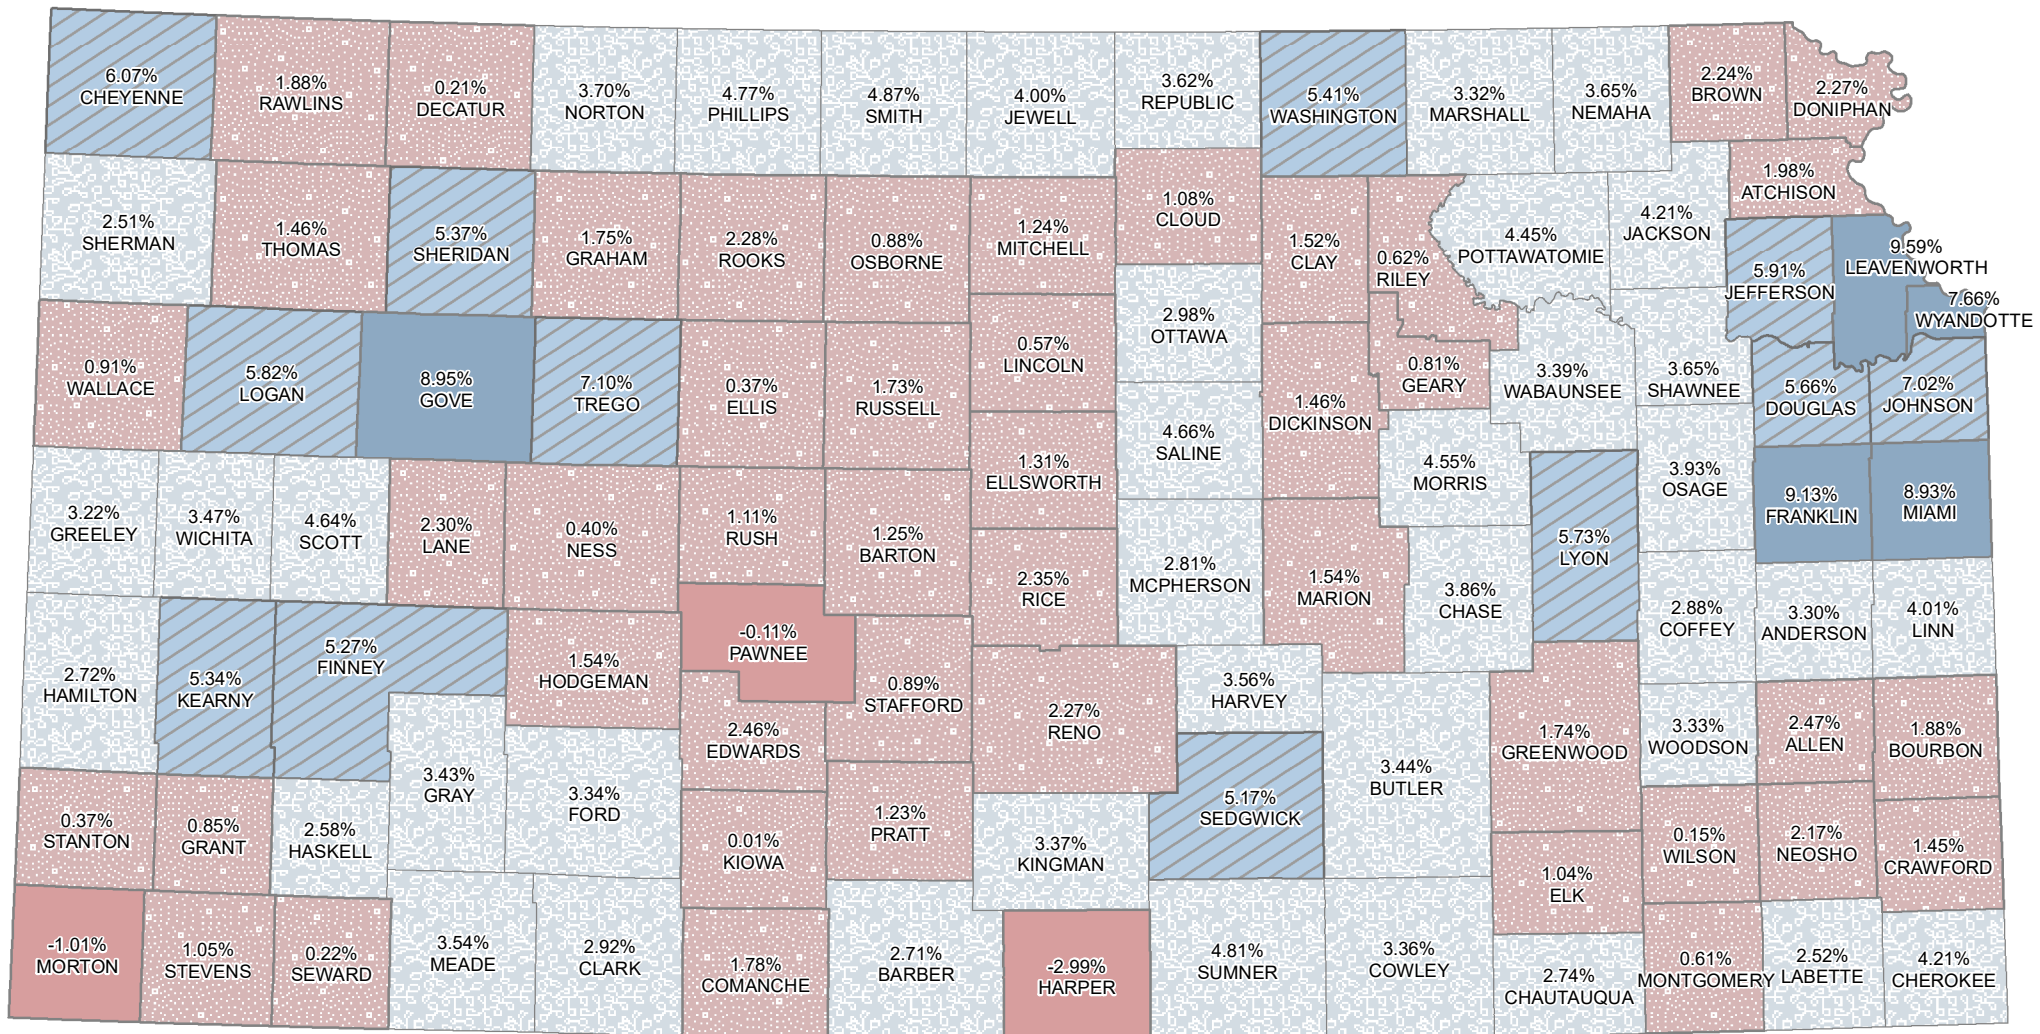 6.07%
CHEYENNE
1.88%
RAWLINS
0.21%
DECATUR
3.70%
NORTON
4.77%
PHILLIPS
4.87%
SMITH
4.00%
JEWELL
3.62%
REPUBLIC
5.41%
WASHINGTON
3.32%
MARSHALL
3.65%
NEMAHA
2.24%
BROWN
2.27%
DONIPHAN
2.51%
SHERMAN
1.46%
THOMAS
5.37%
SHERIDAN
1.75%
GRAHAM
2.28%
ROOKS
0.88%
OSBORNE
1.24%
MITCHELL
1.08%
CLOUD
1.52%
CLAY
0.62%
RILEY
4.45%
POTTAWATOMIE
4.21%
JACKSON
1.98%
ATCHISON
5.91%
JEFFERSON
9.59%
LEAVENWORTH
7.66%
WYANDOTTE
0.91%
WALLACE
5.82%
LOGAN
8.95%
GOVE
7.10%
TREGO
0.37%
ELLIS
1.73%
RUSSELL
0.57%
LINCOLN
2.98%
OTTAWA
1.46%
DICKINSON
0.81%
GEARY
3.39%
WABAUNSEE
3.65%
SHAWNEE
5.66%
DOUGLAS
7.02%
JOHNSON
1.31%
ELLSWORTH
4.66%
SALINE
4.55%
MORRIS
5.73%
LYON
3.93%
OSAGE
9.13%
FRANKLIN
8.93%
MIAMI
3.22%
GREELEY
3.47%
WICHITA
4.64%
SCOTT
2.30%
LANE
0.40%
NESS
1.11%
RUSH
1.25%
BARTON
2.35%
RICE
2.81%
MCPHERSON
1.54%
MARION
3.86%
CHASE
2.88%
COFFEY
3.30%
ANDERSON
4.01%
LINN
2.72%
HAMILTON
5.34%
KEARNY
5.27%
FINNEY
1.54%
HODGEMAN
-0.11%
PAWNEE
0.89%
STAFFORD
2.46%
EDWARDS
2.27%
RENO
3.56%
HARVEY
3.44%
BUTLER
1.74%
GREENWOOD
3.33%
WOODSON
2.47%
ALLEN
1.88%
BOURBON
0.37%
STANTON
0.85%
GRANT
2.58%
HASKELL
3.43%
GRAY
3.34%
FORD
0.01%
KIOWA
1.23%
PRATT
3.37%
KINGMAN
5.17%
SEDGWICK
1.04%
ELK
0.15%
WILSON
2.17%
NEOSHO
1.45%
CRAWFORD
-1.01%
MORTON
1.05%
STEVENS
0.22%
SEWARD
3.54%
MEADE
2.92%
CLARK
1.78%
COMANCHE
2.71%
BARBER
-2.99%
HARPER
4.81%
SUMNER
3.36%
COWLEY
2.74%
CHAUTAUQUA
0.61%
MONTGOMERY
2.52%
LABETTE
4.21%
CHEROKEE